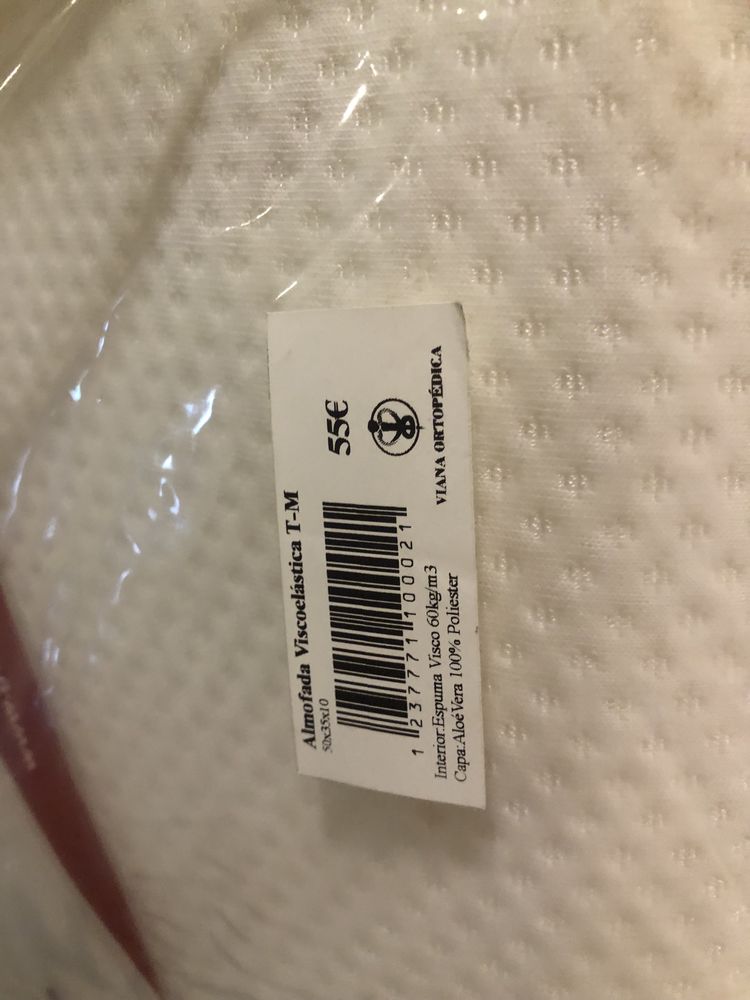 Almofada Viscoelástica T-M
50x35x10
55€
1 237771 100021
VIANA ORTOPÉDICA
Interior:Espuma Visco 60kg/m3
Capa:AloéVera 100% Poliester